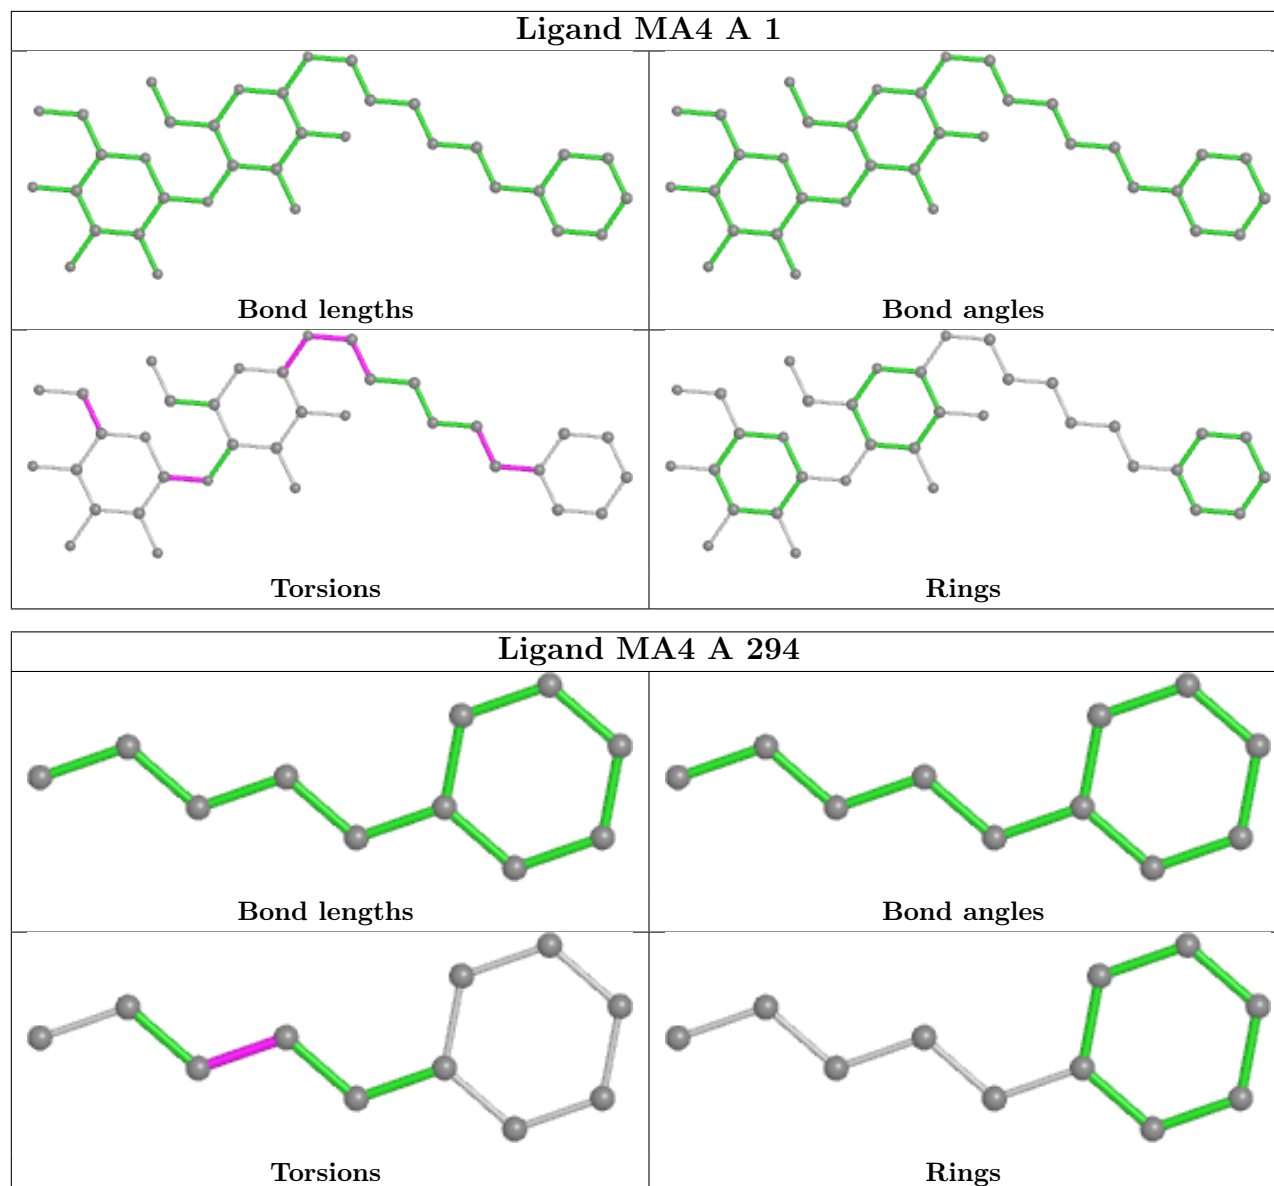 Ligand MA4 A 1
Bond lengths
Bond angles
Torsions
Rings
Ligand MA4 A 294
Bond lengths
Bond angles
Torsions
Rings